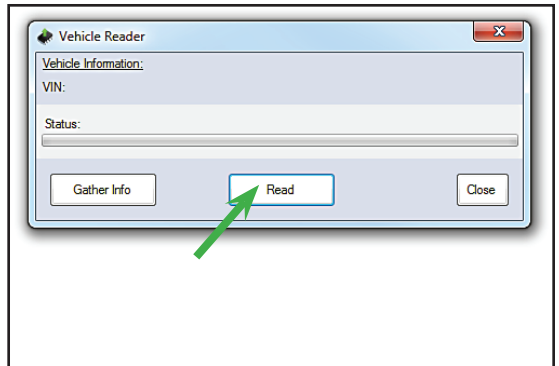 Vehicle Reader
Vehicle Information:
VIN:
Status:
Gather Info Read Close